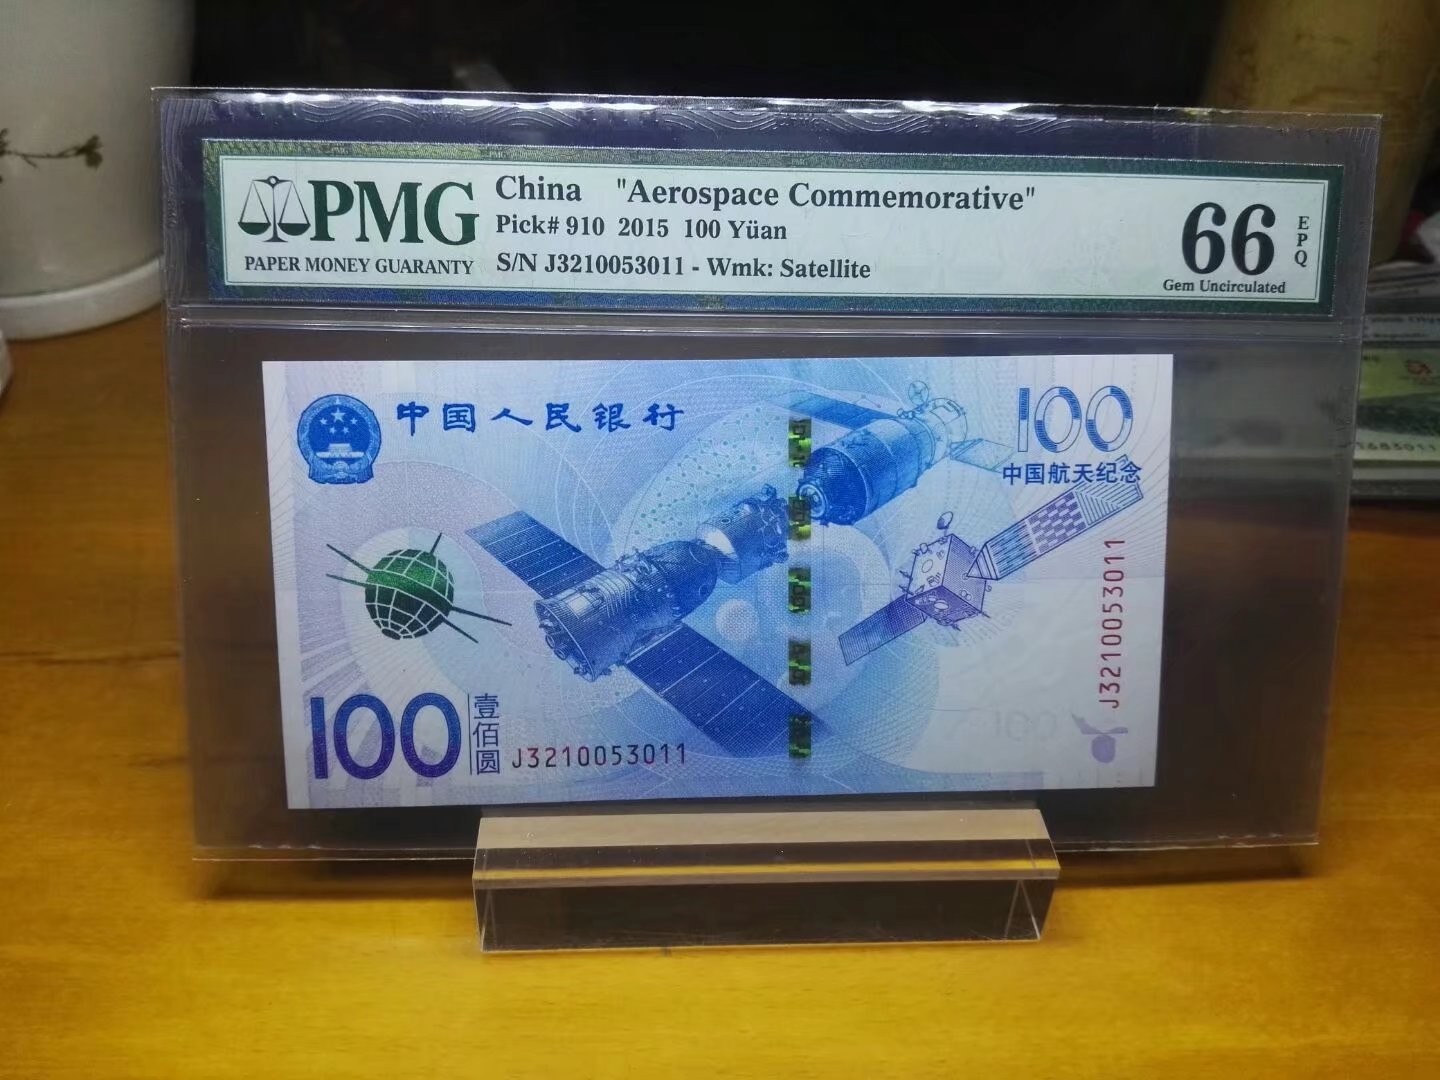 PMG
PAPER MONEY GUARANTY
China "Aerospace Commemorative"
Pick# 910 2015 100 Yüan
S/N J3210053011 - Wmk: Satellite
66
EPQ
Gem Uncirculated
中国人民银行
100
中国航天纪念
J3210053011
100
壹佰圆
J3210053011